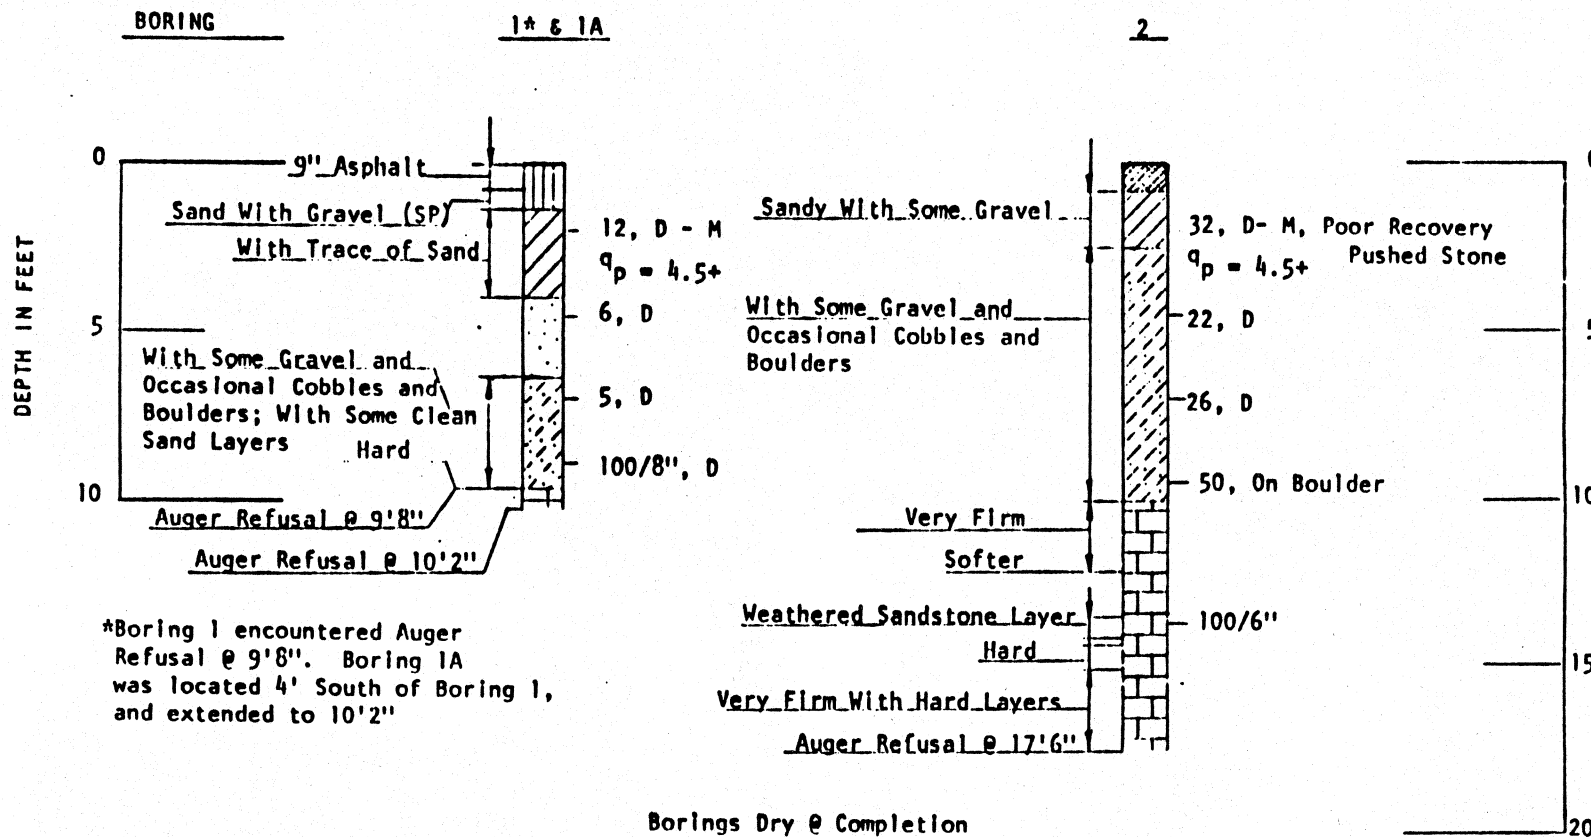 BORING
1* & 1A
2
DEPTH IN FEET
0
5
10
9" Asphalt
Sand With Gravel (SP)
With Trace of Sand
With Some Gravel and
Occasional Cobbles and
Boulders; With Some Clean
Sand Layers
Hard
Auger Refusal @ 9'8"
Auger Refusal @ 10'2"
12, D - M
qp = 4.5+
6, D
5, D
100/8", D
*Boring 1 encountered Auger
Refusal @ 9'8". Boring 1A
was located 4' South of Boring 1,
and extended to 10'2"
Sandy With Some Gravel
With Some Gravel and
Occasional Cobbles and
Boulders
Very Firm
Softer
Weathered Sandstone Layer
Hard
Very Firm With Hard Layers
Auger Refusal @ 17'6"
32, D- M, Poor Recovery
Pushed Stone
qp = 4.5+
22, D
26, D
50, On Boulder
100/6"
10
15
20
Borings Dry @ Completion